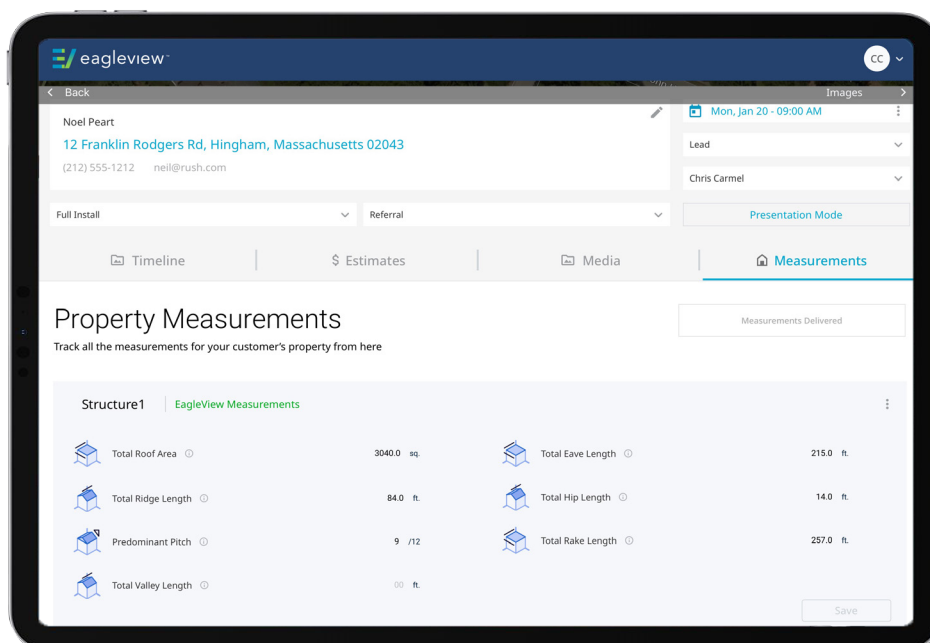 eagleview™
CC
Back
Images
Noel Peart
12 Franklin Rodgers Rd, Hingham, Massachusetts 02043
(212) 555-1212 neil@rush.com
Mon, Jan 20 - 09:00 AM
Lead
Chris Carmel
Full Install
Referral
Presentation Mode
Timeline
$ Estimates
Media
Measurements
Property Measurements
Measurements Delivered
Track all the measurements for your customer's property from here
Structure1
EagleView Measurements
Total Roof Area 3040.0 sq.
Total Eave Length 215.0 ft.
Total Ridge Length 84.0 ft.
Total Hip Length 14.0 ft.
Predominant Pitch 9 /12
Total Rake Length 257.0 ft.
Total Valley Length 00 ft.
Save